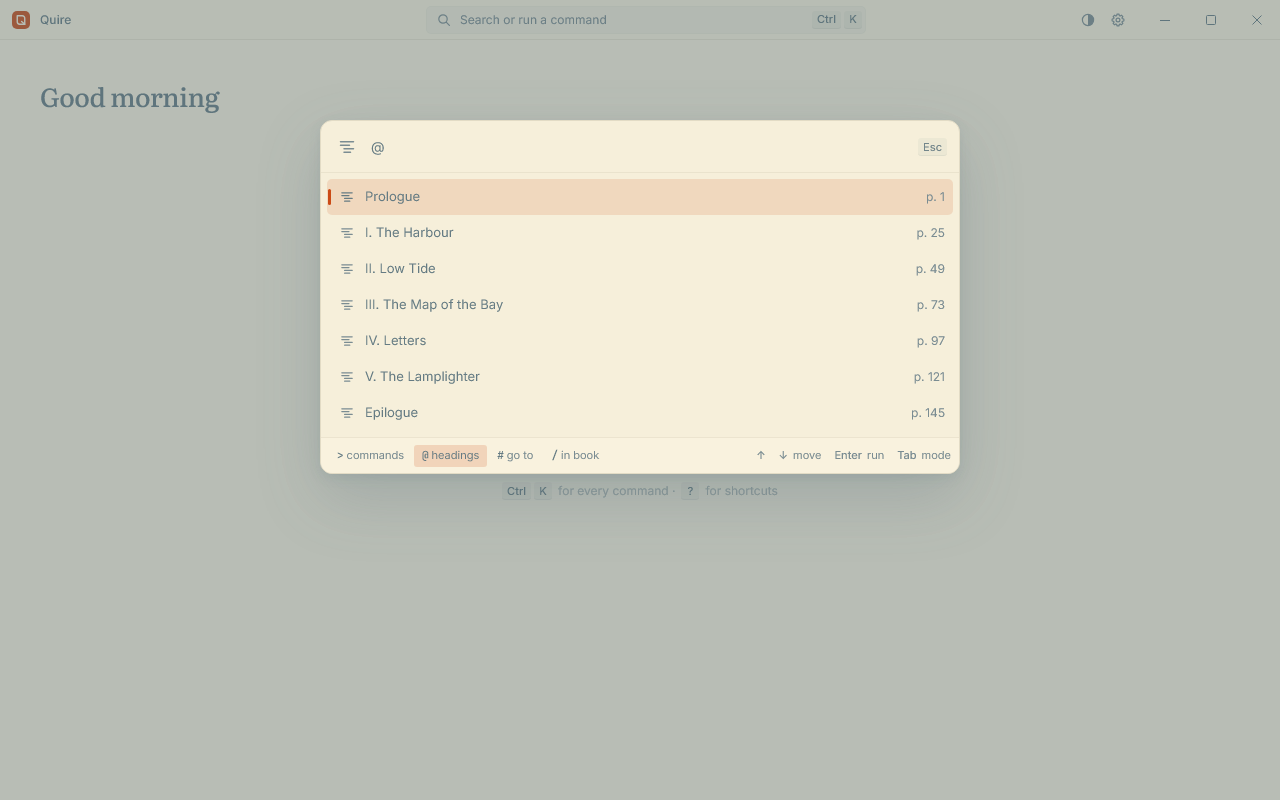 Quire
Search or run a command Ctrl K
Good morning
@ Esc
Prologue p. 1
I. The Harbour p. 25
II. Low Tide p. 49
III. The Map of the Bay p. 73
IV. Letters p. 97
V. The Lamplighter p. 121
Epilogue p. 145
> commands @ headings # go to / in book ↑ ↓ move Enter run Tab mode
Ctrl K for every command · ? for shortcuts